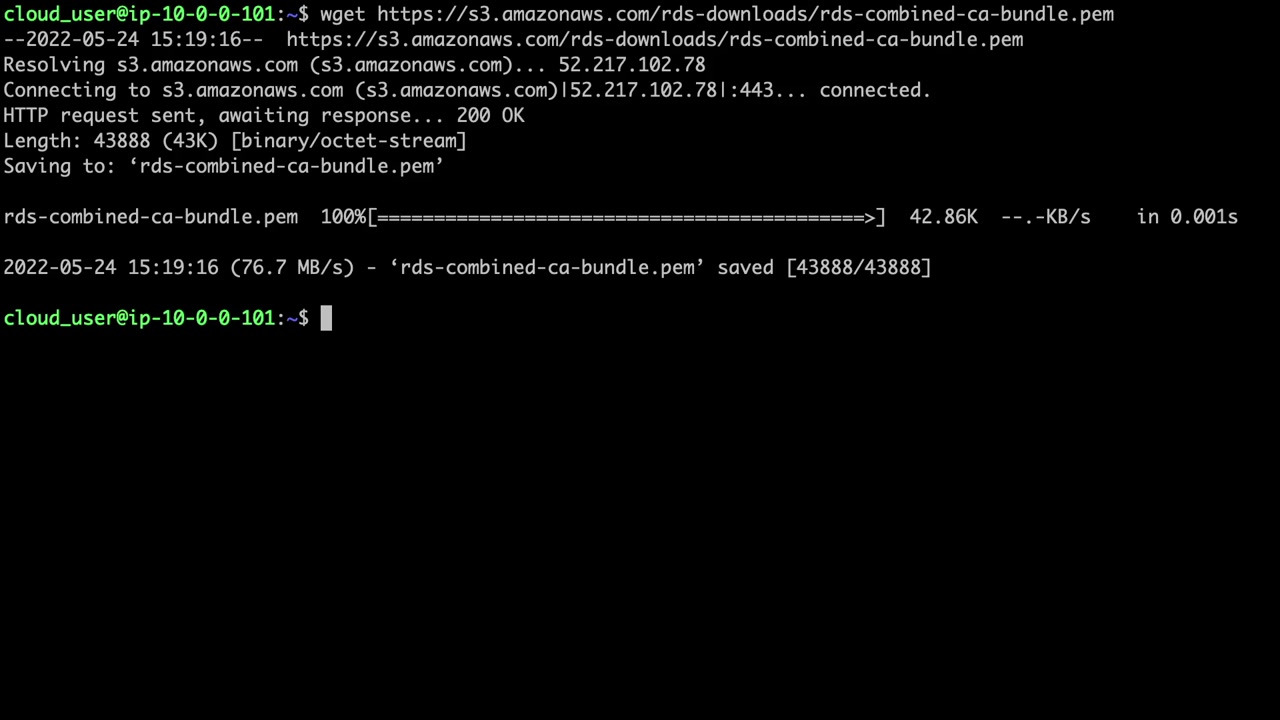 cloud_user@ip-10-0-0-101:~$ wget https://s3.amazonaws.com/rds-downloads/rds-combined-ca-bundle.pem
--2022-05-24 15:19:16--  https://s3.amazonaws.com/rds-downloads/rds-combined-ca-bundle.pem
Resolving s3.amazonaws.com (s3.amazonaws.com)... 52.217.102.78
Connecting to s3.amazonaws.com (s3.amazonaws.com)|52.217.102.78|:443... connected.
HTTP request sent, awaiting response... 200 OK
Length: 43888 (43K) [binary/octet-stream]
Saving to: ‘rds-combined-ca-bundle.pem’
rds-combined-ca-bundle.pem  100%[===========================================>]  42.86K  --.-KB/s    in 0.001s
2022-05-24 15:19:16 (76.7 MB/s) - ‘rds-combined-ca-bundle.pem’ saved [43888/43888]
cloud_user@ip-10-0-0-101:~$